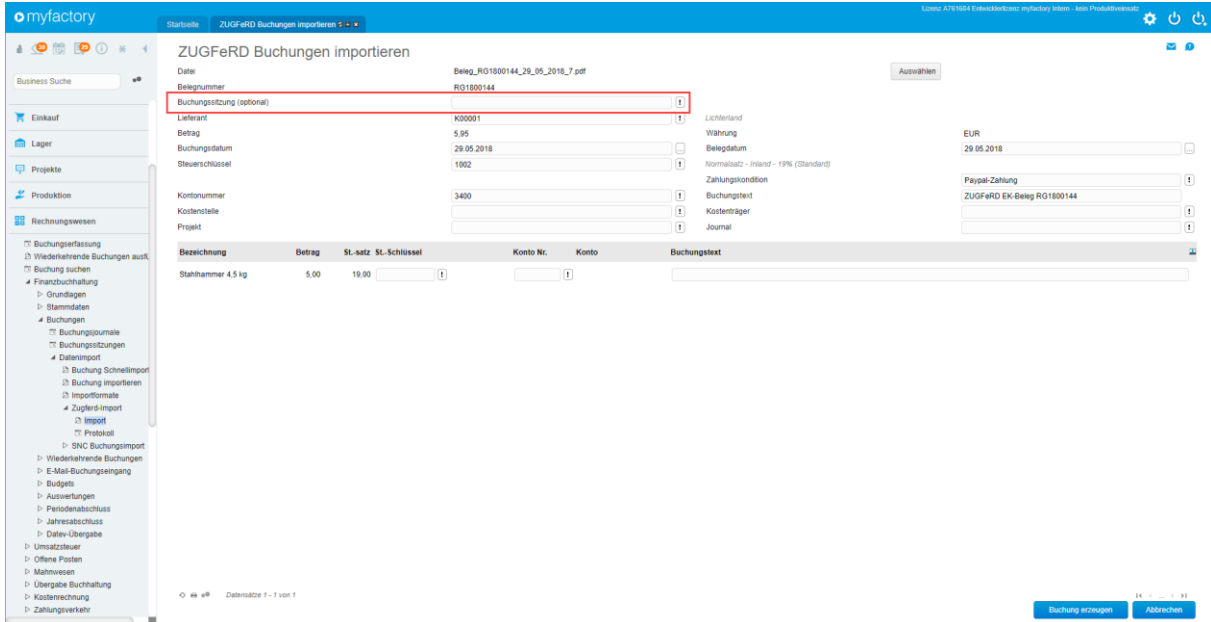 Lizenz A761604 Entwicklerlizenz myfactory Intern - kein Produktiveinsatz
myfactory
Startseite ZUGFeRD Buchungen importieren
ZUGFeRD Buchungen importieren
Business Suche
Einkauf
Lager
Projekte
Produktion
Rechnungswesen
Buchungserfassung
Wiederkehrende Buchungen ausfü
Buchung suchen
Finanzbuchhaltung
Grundlagen
Stammdaten
Buchungen
Buchungsjournale
Buchungssitzungen
Datenimport
Buchung Schnellimport
Buchung importieren
Importformate
Zugferd-Import
Import
Protokoll
SNC Buchungsimport
Wiederkehrende Buchungen
E-Mail-Buchungseingang
Budgets
Auswertungen
Periodenabschluss
Jahresabschluss
Datev-Übergabe
Umsatzsteuer
Offene Posten
Mahnwesen
Übergabe Buchhaltung
Kostenrechnung
Zahlungsverkehr
Datei Beleg_RG1800144_29_05_2018_7.pdf Auswählen
Belegnummer RG1800144
Buchungssitzung (optional)
Lieferant K00001 Lichterland
Betrag 5,95 Währung EUR
Buchungsdatum 29.05.2018 ... Belegdatum 29.05.2018 ...
Steuerschlüssel 1002 Normalsatz - Inland - 19% (Standard)
Zahlungskondition Paypal-Zahlung
Kontonummer 3400 Buchungstext ZUGFeRD EK-Beleg RG1800144
Kostenstelle Kostenträger
Projekt Journal
Bezeichnung Betrag St.-satz St.-Schlüssel Konto Nr. Konto Buchungstext
Stahlhammer 4,5 kg 5,00 19,00
Datensätze 1 - 1 von 1
Buchung erzeugen Abbrechen